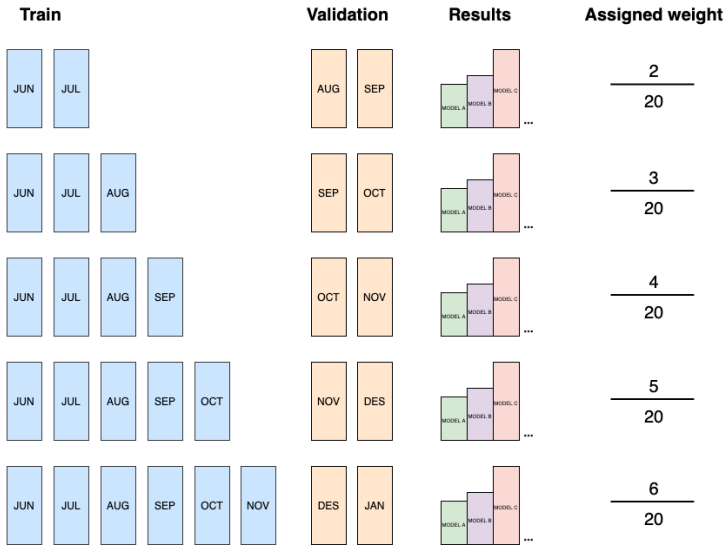 Train Validation Results Assigned weight
JUN JUL AUG SEP MODEL A MODEL B MODEL C ... 2
20
JUN JUL AUG SEP OCT MODEL A MODEL B MODEL C ... 3
20
JUN JUL AUG SEP OCT NOV MODEL A MODEL B MODEL C ... 4
20
JUN JUL AUG SEP OCT NOV DES MODEL A MODEL B MODEL C ... 5
20
JUN JUL AUG SEP OCT NOV DES JAN MODEL A MODEL B MODEL C ... 6
20